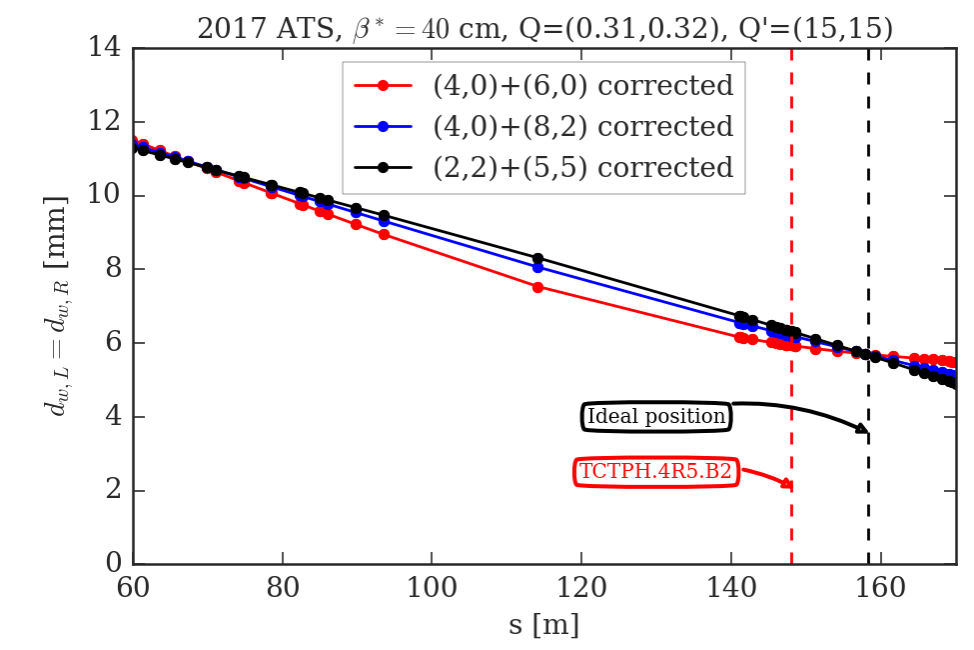 2017 ATS, β* = 40 cm, Q=(0.31,0.32), Q'=(15,15)
14
12
10
8
6
4
2
0
d_{w, L} = d_{w, R} [mm]
(4,0)+(6,0) corrected
(4,0)+(8,2) corrected
(2,2)+(5,5) corrected
Ideal position
TCTPH.4R5.B2
60
80
100
120
140
160
s [m]